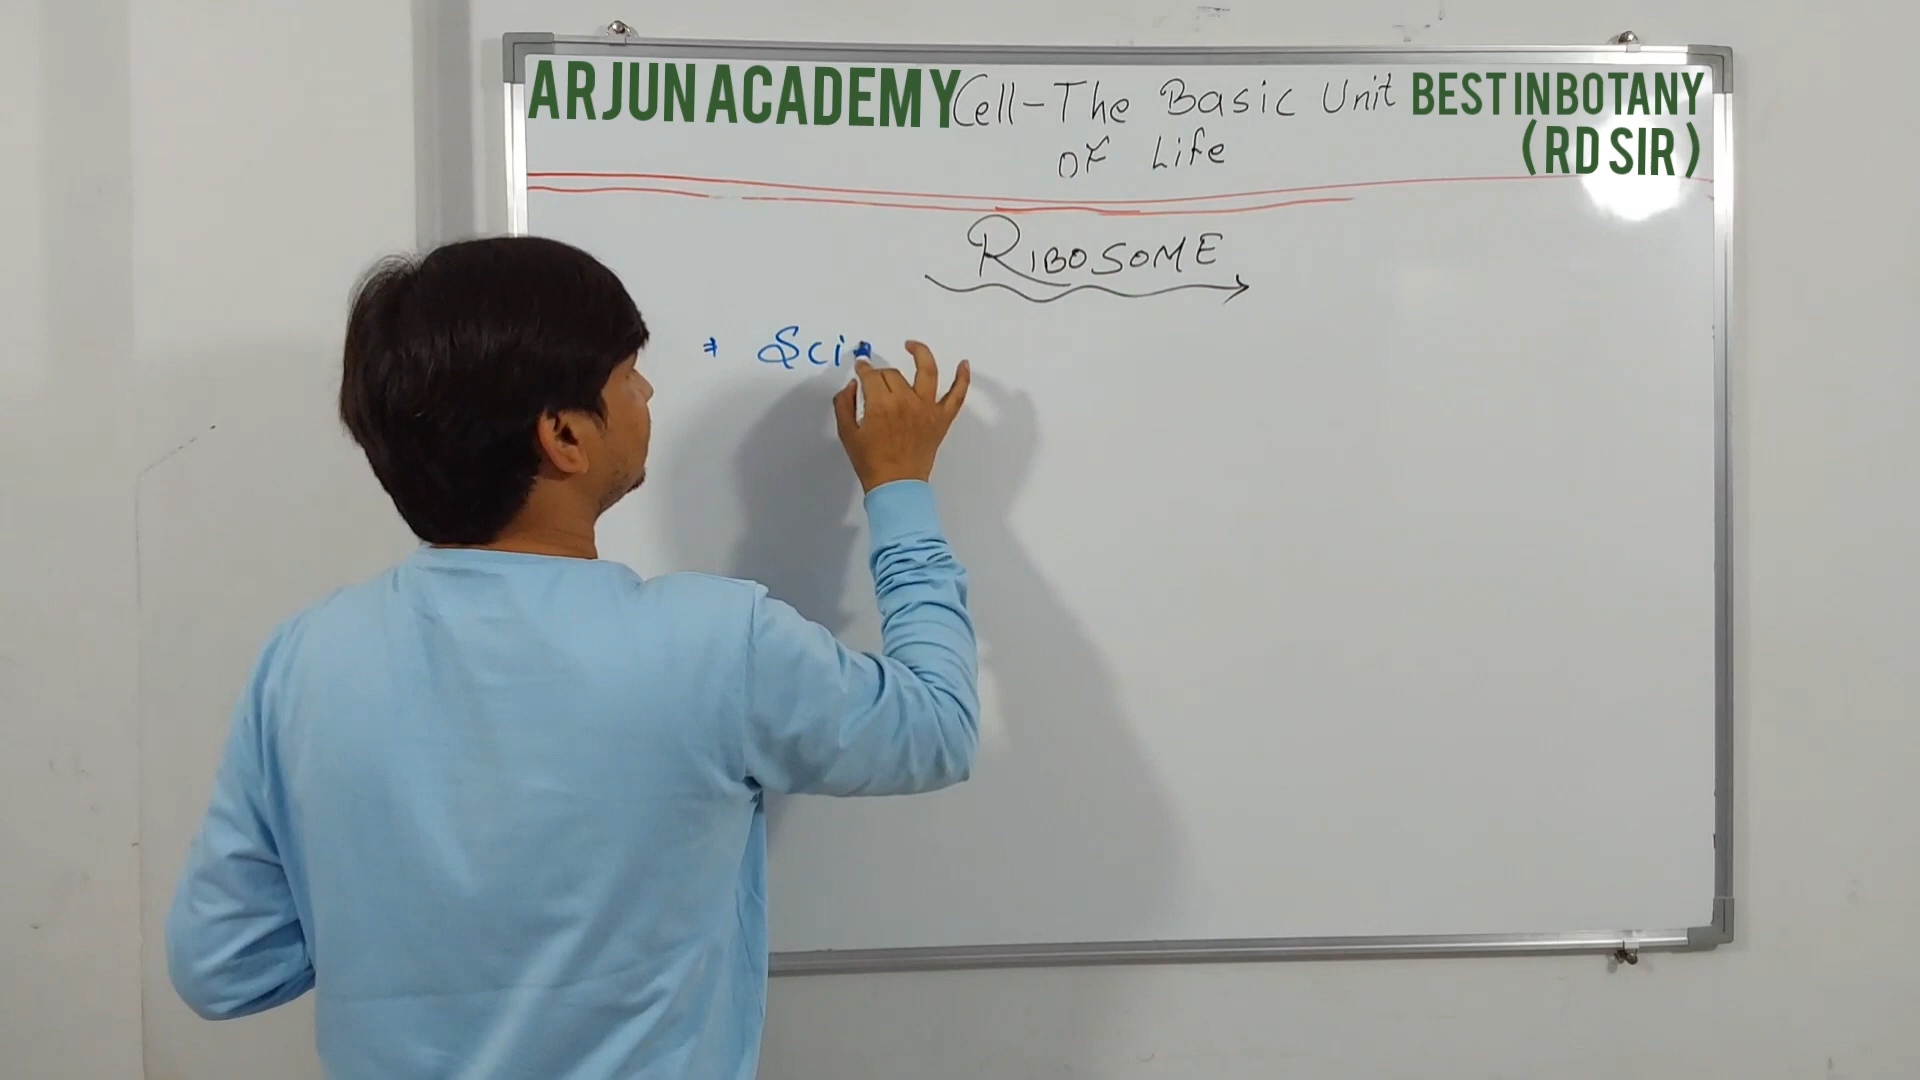 ARJUN ACADEMY Cell-The Basic Unit BEST IN BOTANY
OF Life (RD SIR)
RIBOSOME
⇒ Sci